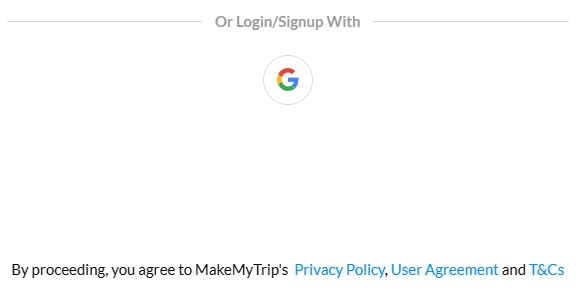 Or Login/Signup With
By proceeding, you agree to MakeMyTrip's Privacy Policy, User Agreement and T&Cs